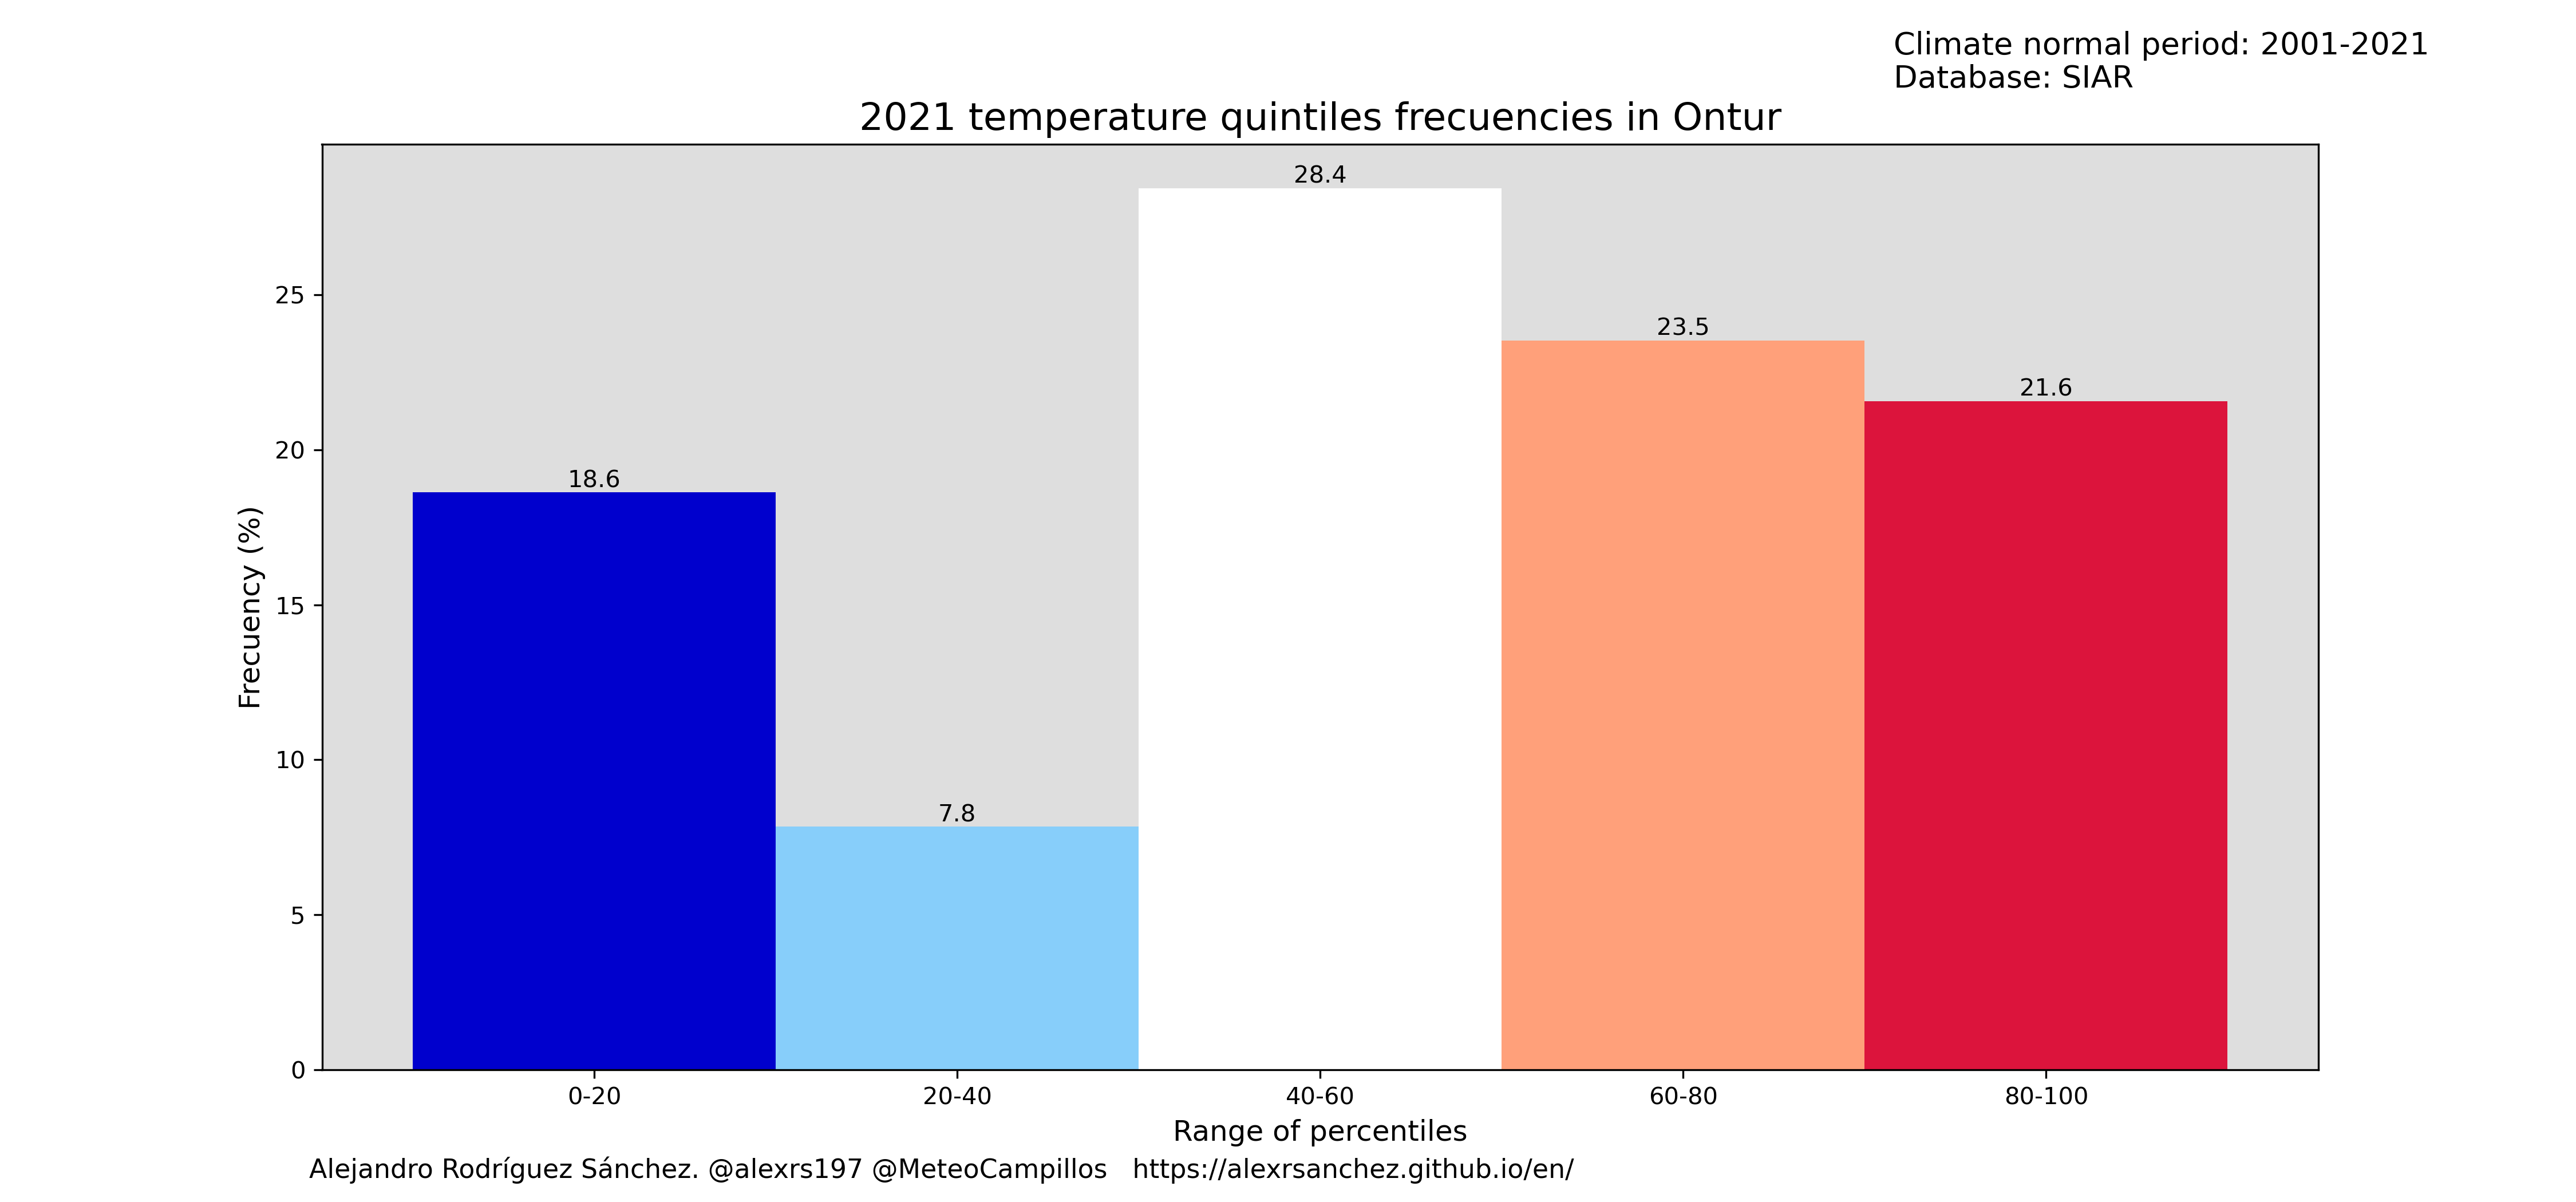 Climate normal period: 2001-2021
Database: SIAR
2021 temperature quintiles frecuencies in Ontur
28.4
25
23.5
21.6
20
18.6
Frecuency (%)
15
10
7.8
5
0
0-20 20-40 40-60 60-80 80-100
Range of percentiles
Alejandro Rodríguez Sánchez. @alexrs197 @MeteoCampillos https://alexrsanchez.github.io/en/